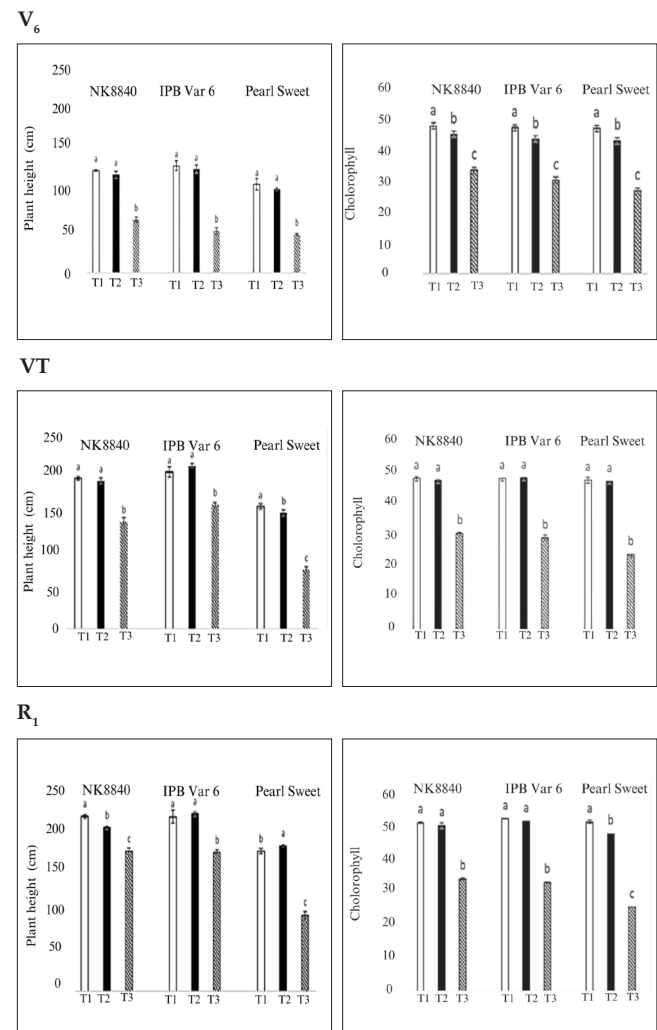 V6
250
200
150
100
50
0
Plant height (cm)
NK8840 IPB Var 6 Pearl Sweet
a a b a a b a a b
T1 T2 T3 T1 T2 T3 T1 T2 T3
60
50
40
30
20
10
0
Cholorophyll
NK8840 IPB Var 6 Pearl Sweet
a b c a b c a b c
T1 T2 T3 T1 T2 T3 T1 T2 T3
VT
250
200
150
100
50
0
Plant height (cm)
NK8840 IPB Var 6 Pearl Sweet
a a b a a b a b c
T1 T2 T3 T1 T2 T3 T1 T2 T3
60
50
40
30
20
10
0
Cholorophyll
NK8840 IPB Var 6 Pearl Sweet
a a b a a b a a b
T1 T2 T3 T1 T2 T3 T1 T2 T3
R1
250
200
150
100
50
0
Plant height (cm)
NK8840 IPB Var 6 Pearl Sweet
a b c a a b b a c
T1 T2 T3 T1 T2 T3 T1 T2 T3
60
50
40
30
20
10
0
Cholorophyll
NK8840 IPB Var 6 Pearl Sweet
a a b a a b a b c
T1 T2 T3 T1 T2 T3 T1 T2 T3